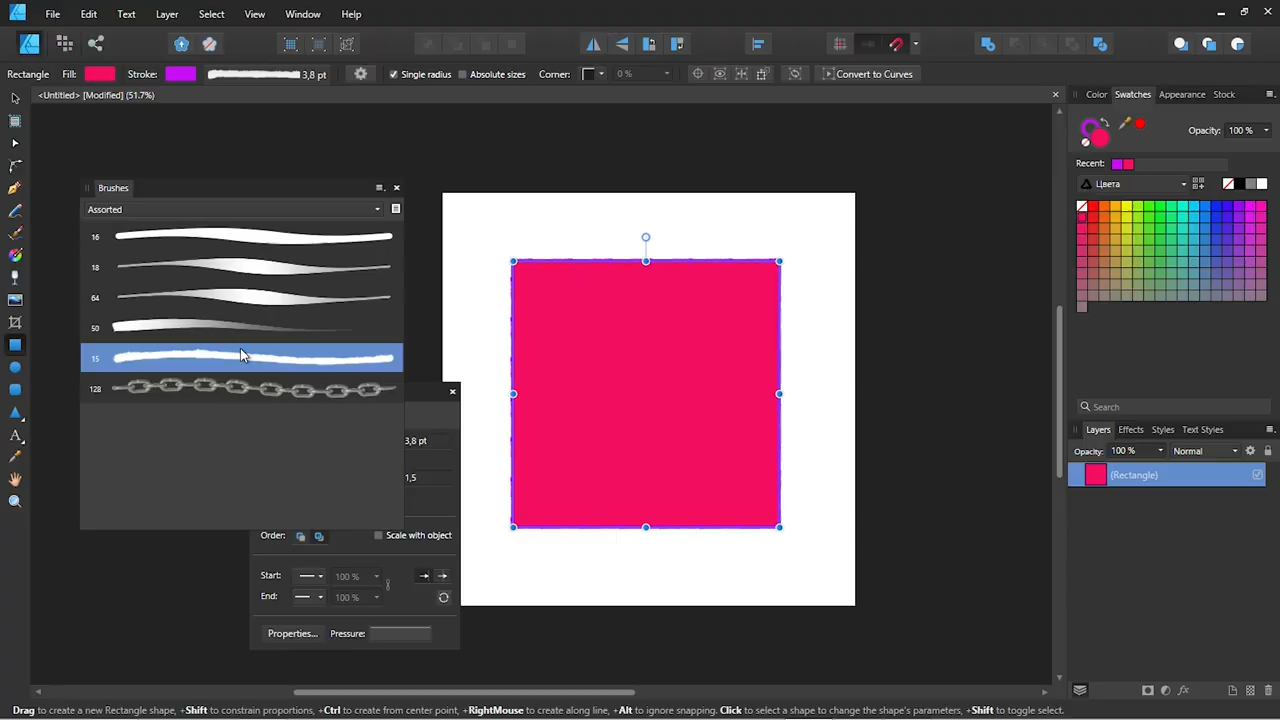 File Edit Text Layer Select View Window Help
Rectangle Fill: Stroke: 3,8 pt Single radius Absolute sizes Corner: 0 % Convert to Curves
<Untitled> [Modified] (51.7%)
Color Swatches Appearance Stock
Opacity: 100 %
Recent:
Цвета
Brushes
Assorted
16
18
64
50
15
128
3,8 pt
1,5
Order: Scale with object
Start: 100 %
End: 100 %
Properties... Pressure:
Search
Layers Effects Styles Text Styles
Opacity: 100 % Normal
(Rectangle)
Drag to create a new Rectangle shape, +Shift to constrain proportions, +Ctrl to create from center point, +RightMouse to create along line, +Alt to ignore snapping. Click to select a shape to change the shape's parameters, +Shift to toggle select.